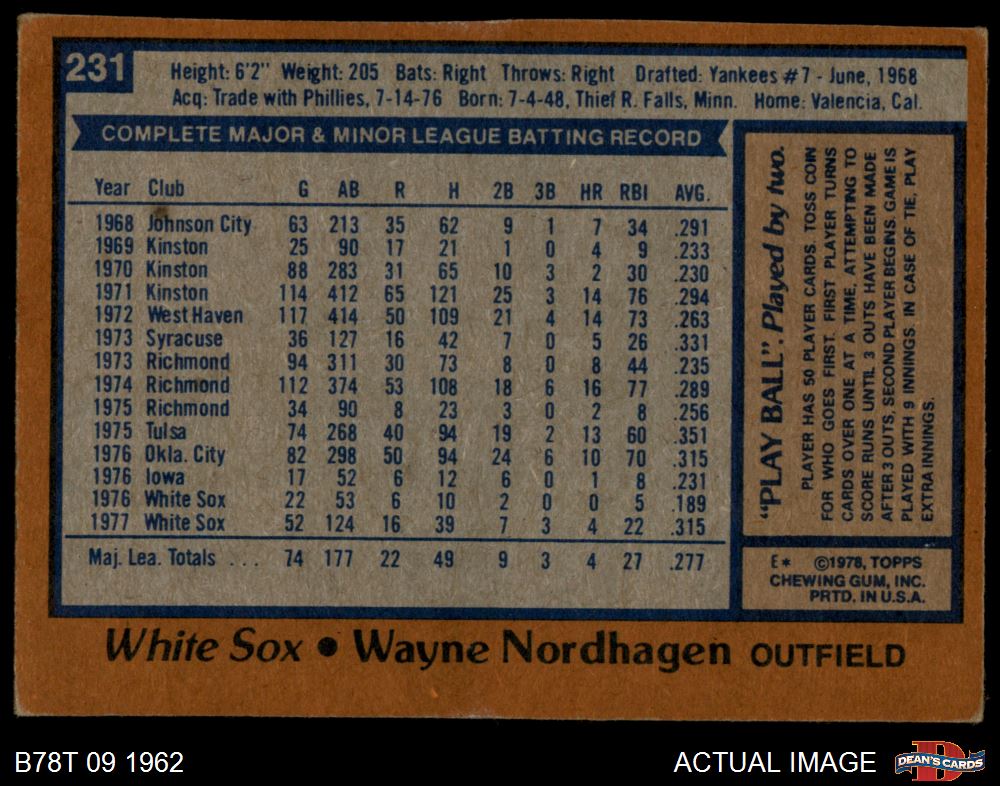 231
Height: 6'2" Weight: 205 Bats: Right Throws: Right Drafted: Yankees #7 - June, 1968
Acq: Trade with Phillies, 7-14-76 Born: 7-4-48, Thief R. Falls, Minn. Home: Valencia, Cal.
COMPLETE MAJOR & MINOR LEAGUE BATTING RECORD
Year Club G AB R H 2B 3B HR RBI AVG.
1968 Johnson City 63 213 35 62 9 1 7 34 .291
1969 Kinston 25 90 17 21 1 0 4 9 .233
1970 Kinston 88 283 31 65 10 3 2 30 .230
1971 Kinston 114 412 65 121 25 3 14 76 .294
1972 West Haven 117 414 50 109 21 4 14 73 .263
1973 Syracuse 36 127 16 42 7 0 5 26 .331
1973 Richmond 94 311 30 73 8 0 8 44 .235
1974 Richmond 112 374 53 108 18 6 16 77 .289
1975 Richmond 34 90 8 23 3 0 2 8 .256
1975 Tulsa 74 268 40 94 19 2 13 60 .351
1976 Okla. City 82 298 50 94 24 6 10 70 .315
1976 Iowa 17 52 6 12 6 0 1 8 .231
1976 White Sox 22 53 6 10 2 0 0 5 .189
1977 White Sox 52 124 16 39 7 3 4 22 .315
Maj. Lea. Totals . . . 74 177 22 49 9 3 4 27 .277
"PLAY BALL". Played by two.
PLAYER HAS 50 PLAYER CARDS. TOSS COIN
FOR WHO GOES FIRST. FIRST PLAYER TURNS
CARDS OVER ONE AT A TIME, ATTEMPTING TO
SCORE RUNS UNTIL 3 OUTS HAVE BEEN MADE
AFTER 3 OUTS, SECOND PLAYER BEGINS. GAME IS
PLAYED WITH 9 INNINGS. IN CASE OF TIE, PLAY
EXTRA INNINGS.
E* ©1978, TOPPS
CHEWING GUM, INC.
PRTD. IN U.S.A.
White Sox • Wayne Nordhagen OUTFIELD
B78T 09 1962
ACTUAL IMAGE
D
DEAN'S CARDS